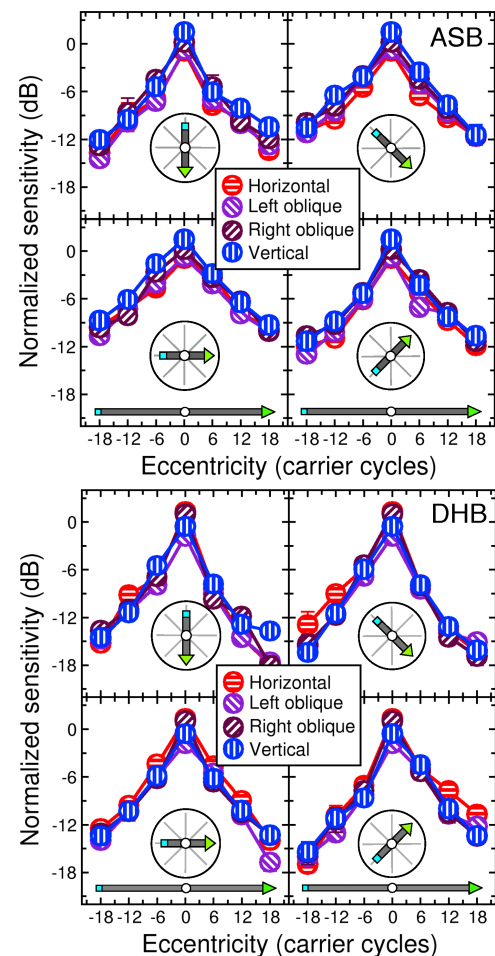 ASB
Normalized sensitivity (dB)
0
-6
-12
-18
Horizontal
Left oblique
Right oblique
Vertical
0
-6
-12
-18
-18 -12 -6 0 6 12 18
-18 -12 -6 0 6 12 18
Eccentricity (carrier cycles)
DHB
Normalized sensitivity (dB)
0
-6
-12
-18
Horizontal
Left oblique
Right oblique
Vertical
0
-6
-12
-18
-18 -12 -6 0 6 12 18
-18 -12 -6 0 6 12 18
Eccentricity (carrier cycles)